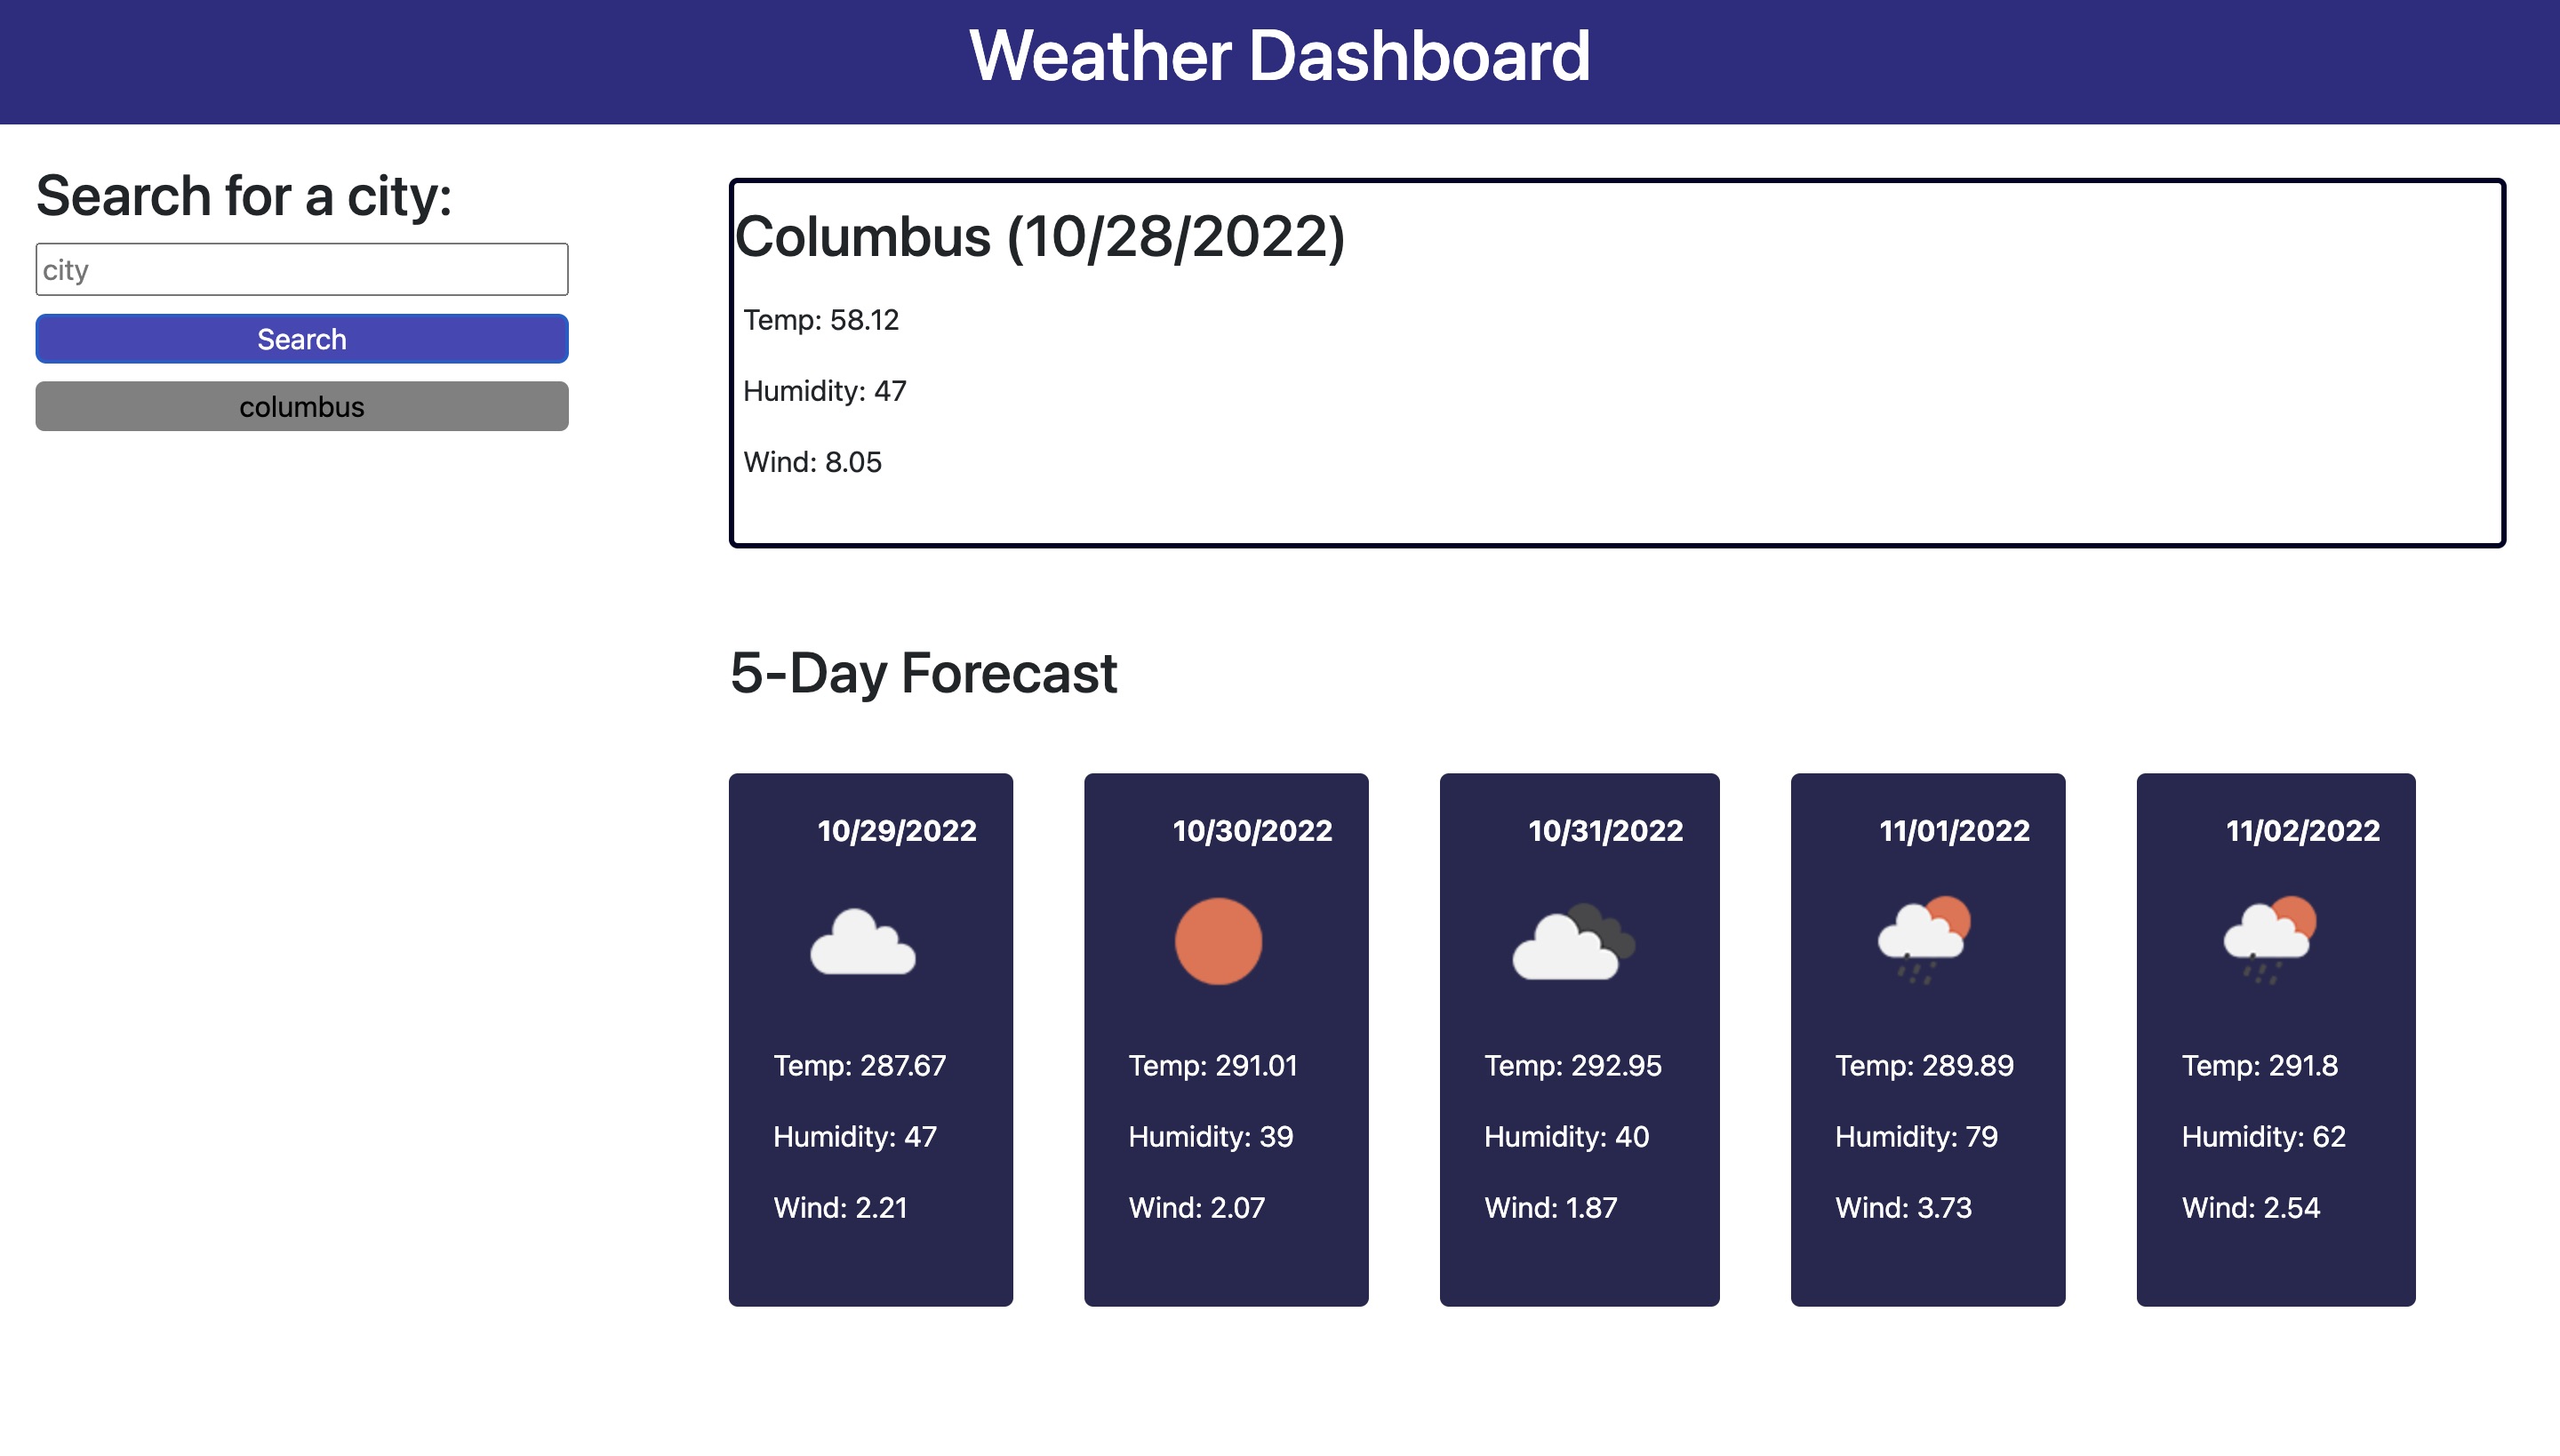 Weather Dashboard
Search for a city:
city
Search
columbus
Columbus (10/28/2022)
Temp: 58.12
Humidity: 47
Wind: 8.05
5-Day Forecast
10/29/2022
Temp: 287.67
Humidity: 47
Wind: 2.21
10/30/2022
Temp: 291.01
Humidity: 39
Wind: 2.07
10/31/2022
Temp: 292.95
Humidity: 40
Wind: 1.87
11/01/2022
Temp: 289.89
Humidity: 79
Wind: 3.73
11/02/2022
Temp: 291.8
Humidity: 62
Wind: 2.54